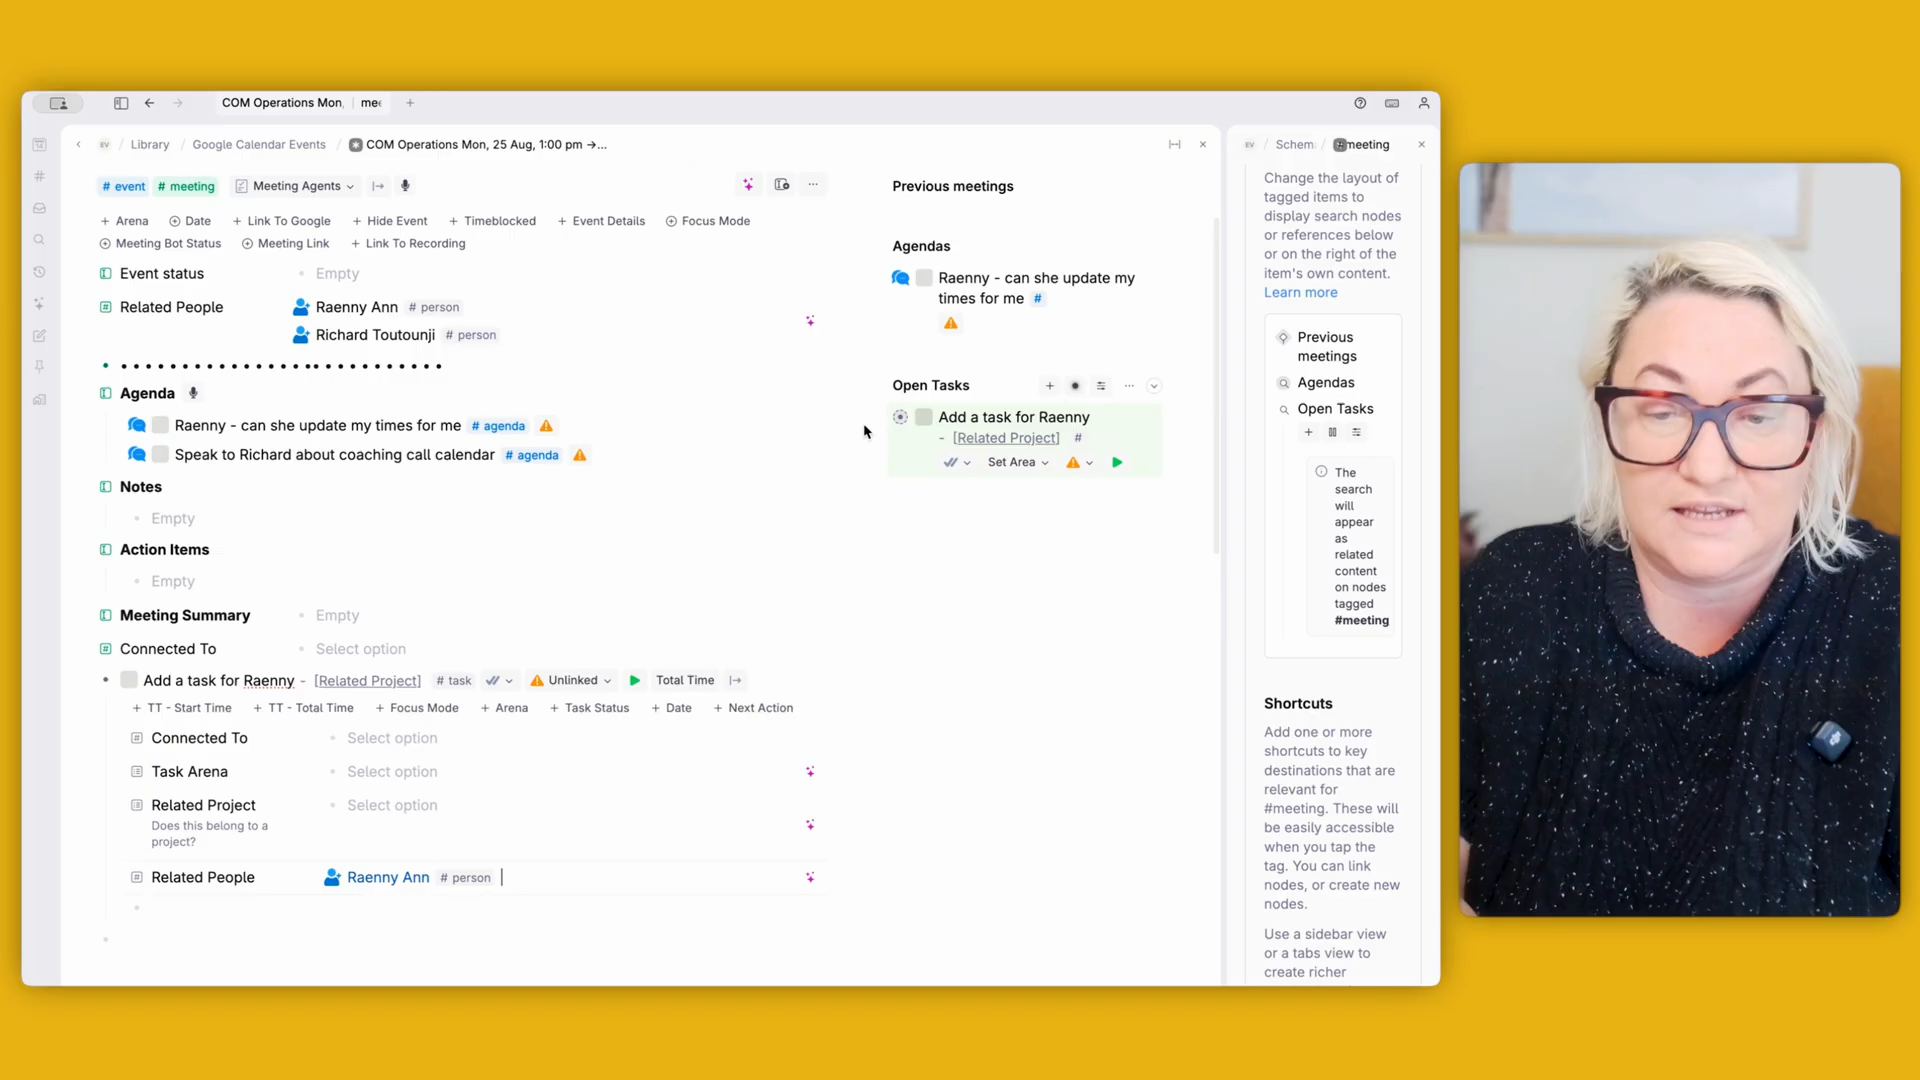 COM Operations Mon, mee
EV / Library / Google Calendar Events / COM Operations Mon, 25 Aug, 1:00 pm →...
# event # meeting Meeting Agents
+ Arena Date + Link To Google + Hide Event + Timeblocked + Event Details Focus Mode
Meeting Bot Status Meeting Link + Link To Recording
Event status Empty
Related People Raenny Ann # person
Richard Toutounji # person
Agenda
Raenny - can she update my times for me # agenda
Speak to Richard about coaching call calendar # agenda
Notes
Empty
Action Items
Empty
Meeting Summary Empty
Connected To Select option
Add a task for Raenny - [Related Project] # task Unlinked Total Time
+ TT - Start Time + TT - Total Time + Focus Mode + Arena + Task Status + Date + Next Action
Connected To Select option
Task Arena Select option
Related Project Select option
Does this belong to a
project?
Related People Raenny Ann # person
Previous meetings
Agendas
Raenny - can she update my
times for me #
Open Tasks
Add a task for Raenny
- [Related Project] #
Set Area
EV / Schem / #meeting
Change the layout of
tagged items to
display search nodes
or references below
or on the right of the
item's own content.
Learn more
Previous
meetings
Agendas
Open Tasks
The
search
will
appear
as
related
content
on nodes
tagged
#meeting
Shortcuts
Add one or more
shortcuts to key
destinations that are
relevant for
#meeting. These will
be easily accessible
when you tap the
tag. You can link
nodes, or create new
nodes.
Use a sidebar view
or a tabs view to
create richer